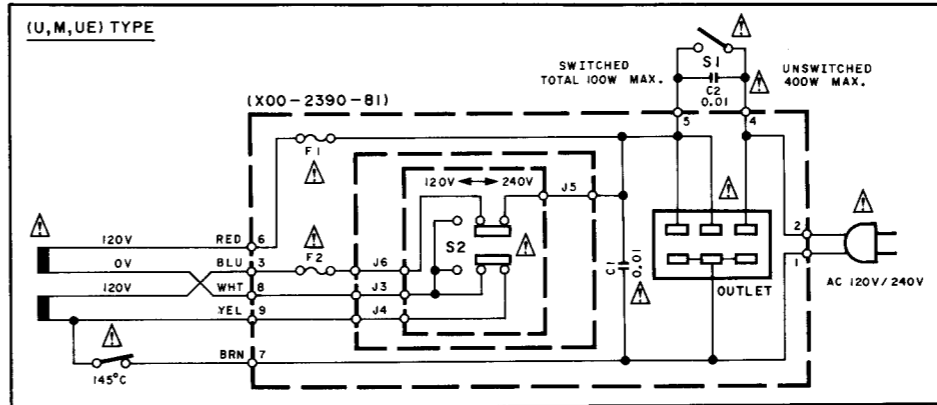 (U,M,UE) TYPE
S1
SWITCHED
TOTAL 100W MAX.
UNSWITCHED
400W MAX.
C2
0.01
(X00-2390-81)
5
4
F1
120V
240V
J5
120V
RED
6
0V
BLU
3
F2
J6
S2
WHT
8
J3
120V
YEL
9
J4
C1
0.01
OUTLET
2
1
AC 120V/240V
BRN
7
145°C